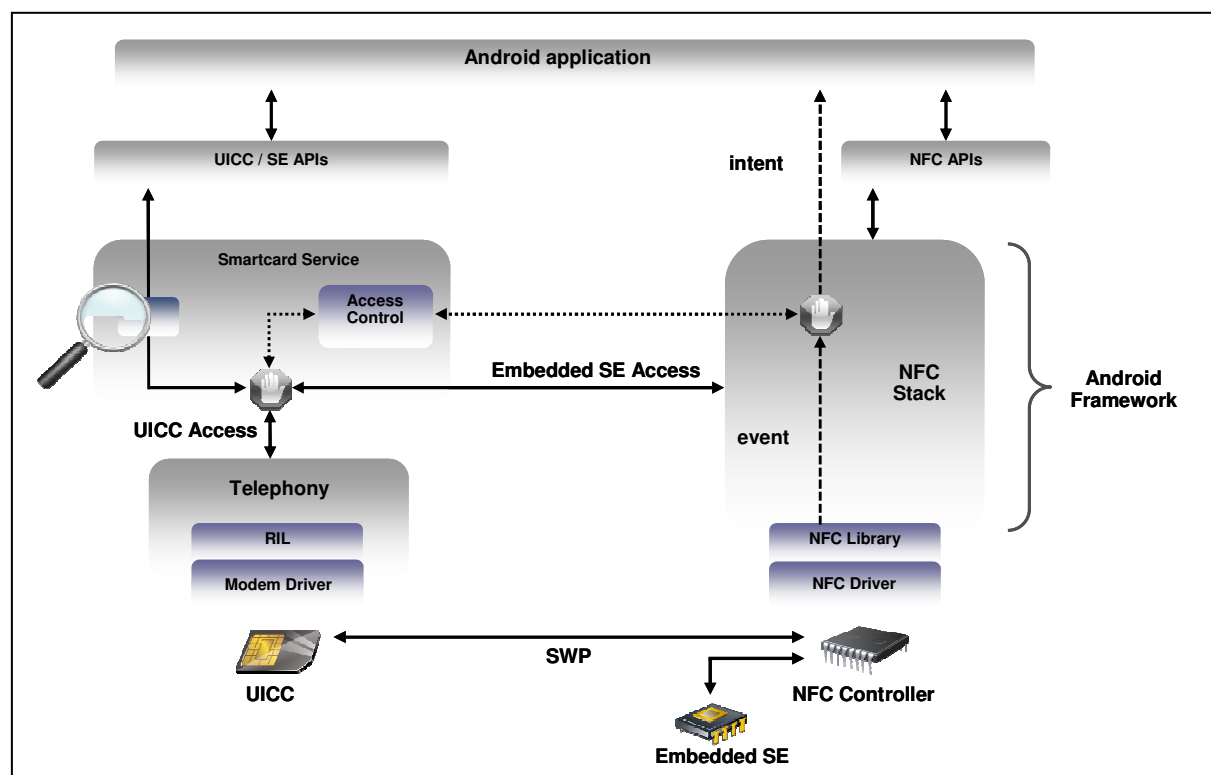 Android application
UICC / SE APIs
intent
NFC APIs
Smartcard Service
Access
Control
Embedded SE Access
NFC
Stack
Android
Framework
UICC Access
event
Telephony
RIL
NFC Library
Modem Driver
NFC Driver
SWP
UICC
NFC Controller
Embedded SE